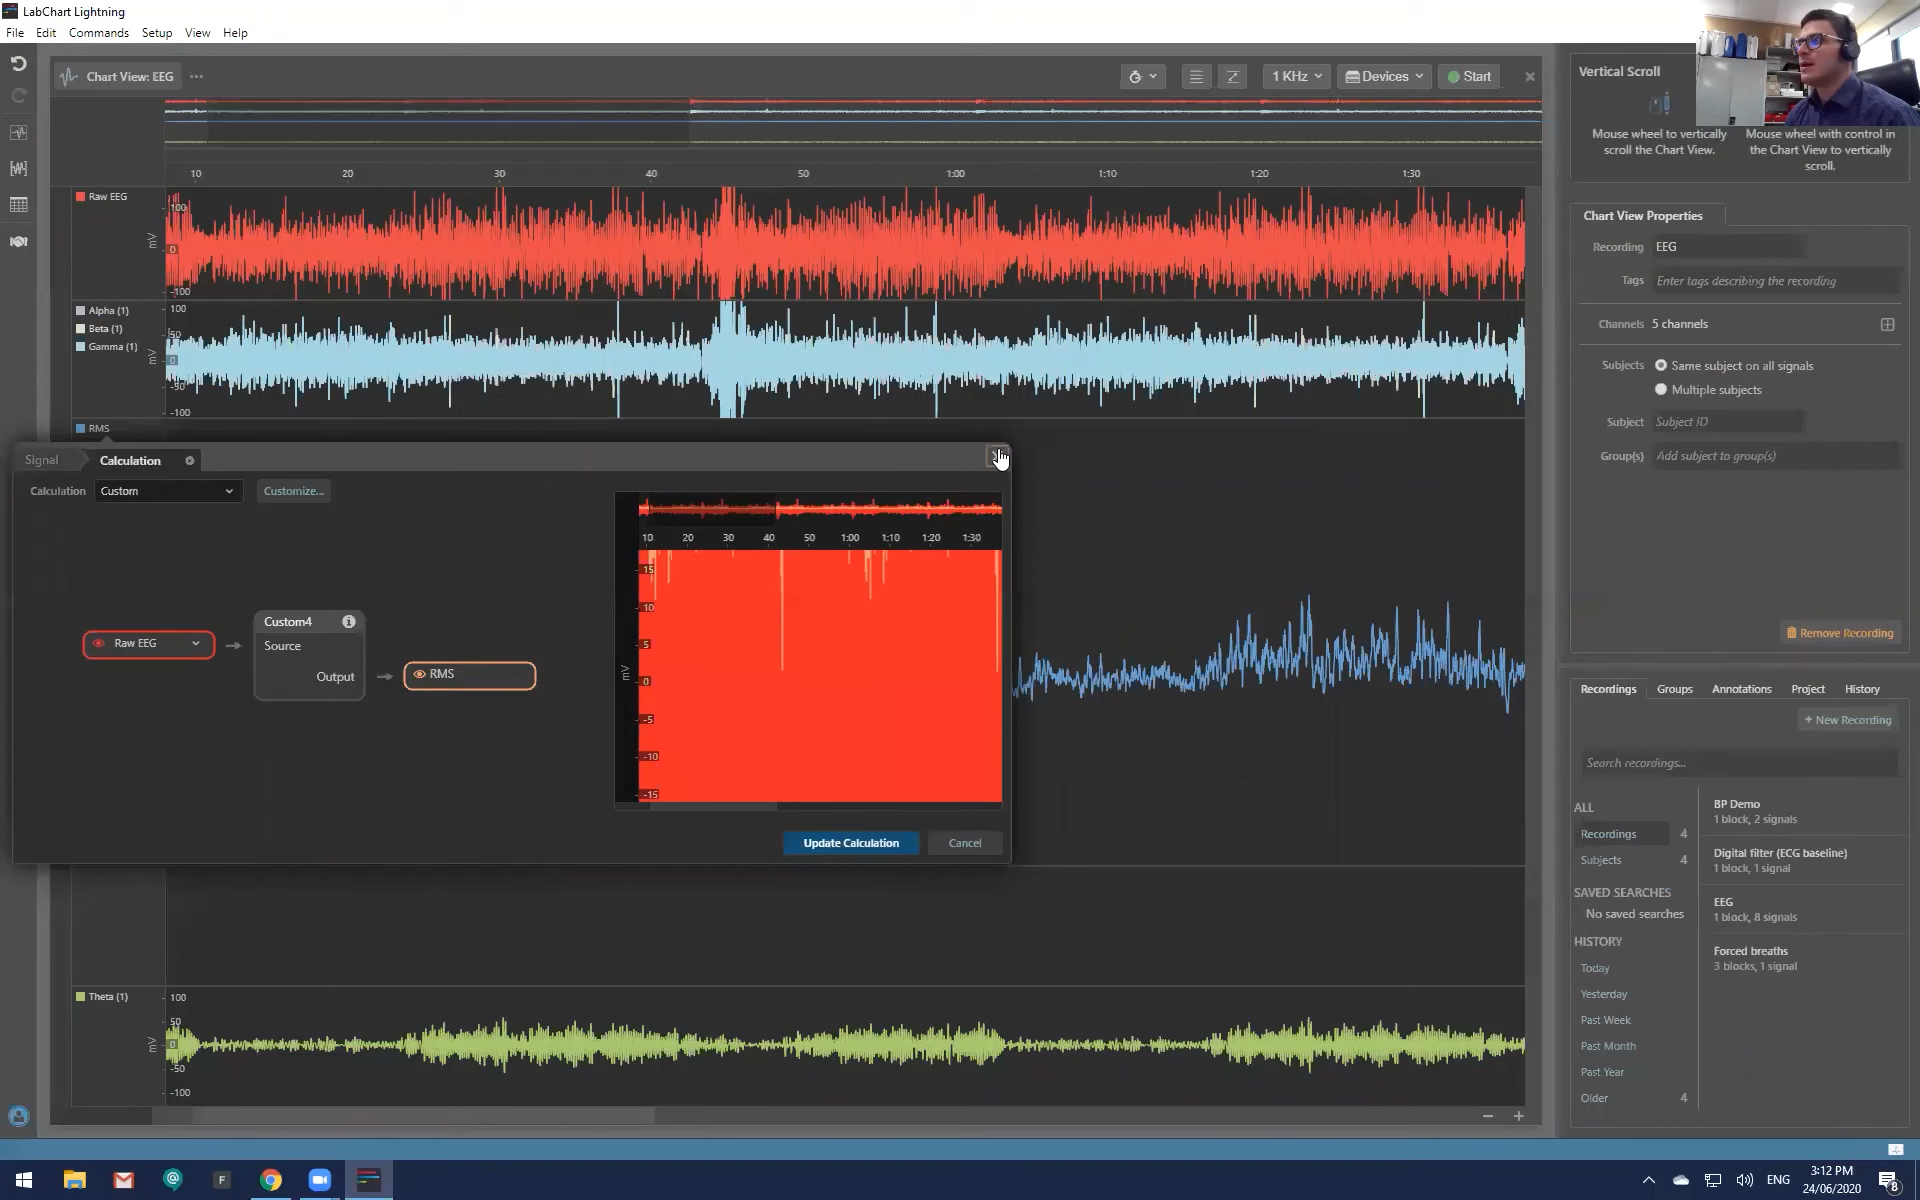 LabChart Lightning
File Edit Commands Setup View Help
Chart View: EEG ...
1 KHz Devices Start
10 20 30 40 50 1:00 1:10 1:20 1:30
Raw EEG
100
mV
0
-100
Alpha (1)
Beta (1)
Gamma (1)
100
50
mV
0
-50
-100
RMS
Signal
Calculation
Calculation Custom Customize...
Raw EEG
Custom4
Source
Output
RMS
10 20 30 40 50 1:00 1:10 1:20 1:30
15
10
5
mV
0
-5
-10
-15
Update Calculation Cancel
Theta (1)
100
50
mV
0
-50
-100
Vertical Scroll
Mouse wheel to vertically
scroll the Chart View.
Mouse wheel with control in
the Chart View to vertically
scroll.
Chart View Properties
Recording EEG
Tags Enter tags describing the recording
Channels 5 channels
Subjects Same subject on all signals
Multiple subjects
Subject Subject ID
Group(s) Add subject to group(s)
Remove Recording
Recordings Groups Annotations Project History
+ New Recording
Search recordings...
ALL
Recordings 4
Subjects 4
SAVED SEARCHES
No saved searches
HISTORY
Today
Yesterday
Past Week
Past Month
Past Year
Older 4
BP Demo
1 block, 2 signals
Digital filter (ECG baseline)
1 block, 1 signal
EEG
1 block, 8 signals
Forced breaths
3 blocks, 1 signal
F
ENG
3:12 PM
24/06/2020
8